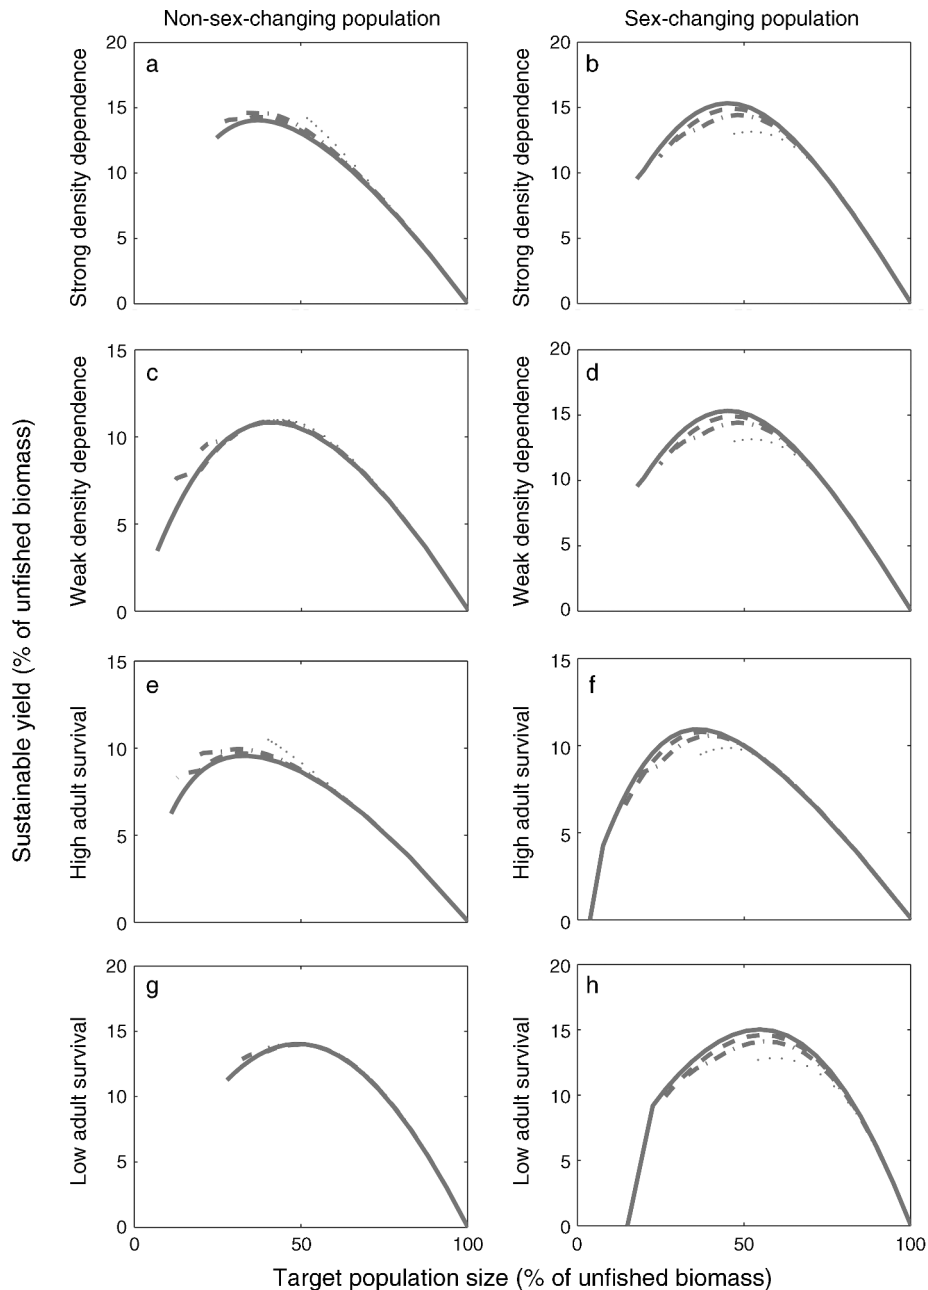 Non-sex-changing population
Sex-changing population
Sustainable yield (% of unfished biomass)
Strong density dependence
20
15
10
5
0
a
Strong density dependence
20
15
10
5
0
b
Weak density dependence
15
10
5
0
c
Weak density dependence
20
15
10
5
0
d
High adult survival
15
10
5
0
e
High adult survival
15
10
5
0
f
Low adult survival
20
15
10
5
0
g
0
50
100
Low adult survival
20
15
10
5
0
h
0
50
100
Target population size (% of unfished biomass)